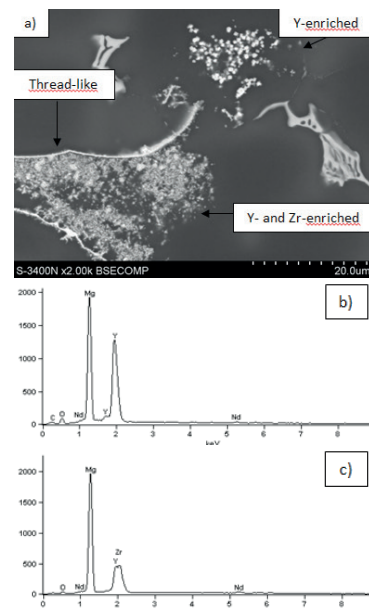 a)
Y-enriched
Thread-like
Y- and Zr-enriched
S-3400N x2.00k BSECOMP 20.0um
b)
2000
1500
1000
500
0
Mg
Y
C O Nd Y Nd
0 1 2 3 4 5 6 7 8
keV
c)
2000
1500
1000
500
0
Mg
Zr
Y
O Nd Nd
0 1 2 3 4 5 6 7 8